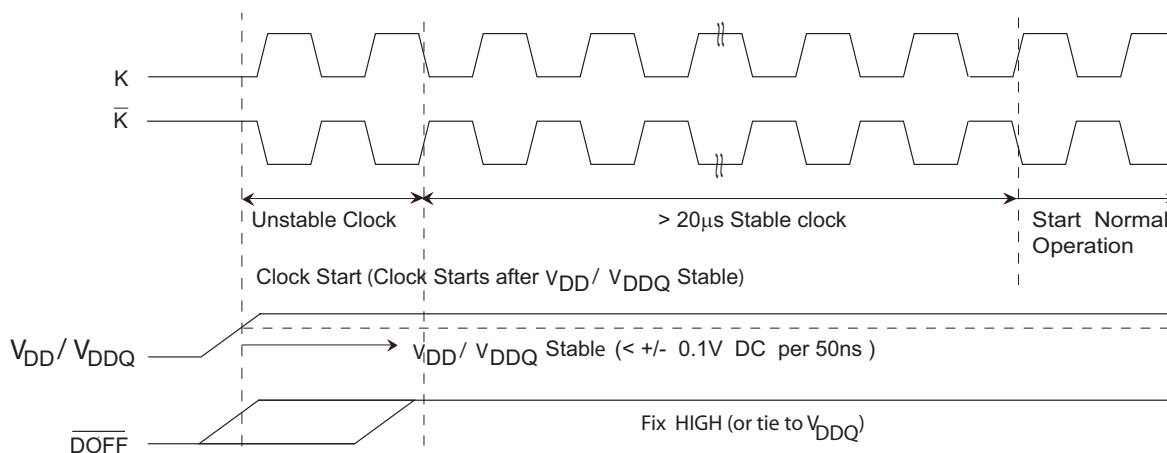 K
K̅
Unstable Clock
> 20μs Stable clock
Start Normal
Operation
Clock Start (Clock Starts after VDD/ VDDQ Stable)
VDD/ VDDQ
VDD/ VDDQ Stable (< +/- 0.1V DC per 50ns )
D̅O̅F̅F̅
Fix HIGH (or tie to VDDQ)